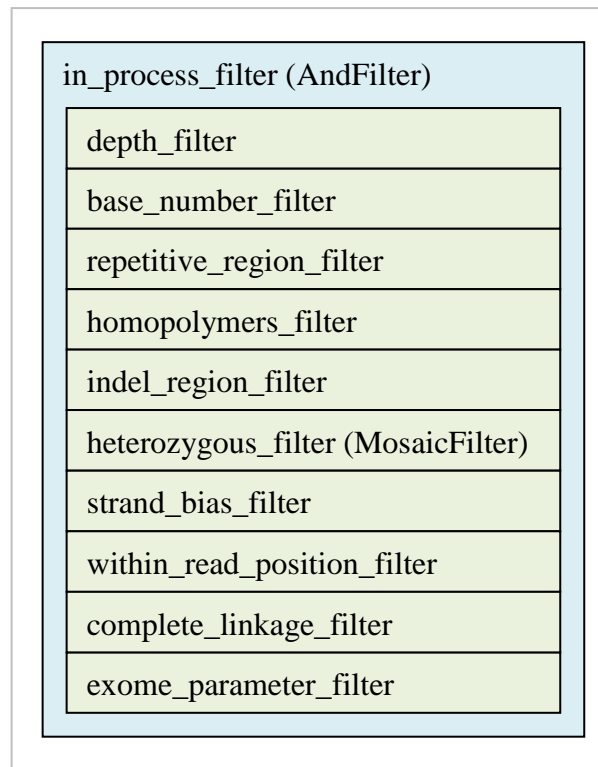 in_process_filter (AndFilter)
depth_filter
base_number_filter
repetitive_region_filter
homopolymers_filter
indel_region_filter
heterozygous_filter (MosaicFilter)
strand_bias_filter
within_read_position_filter
complete_linkage_filter
exome_parameter_filter